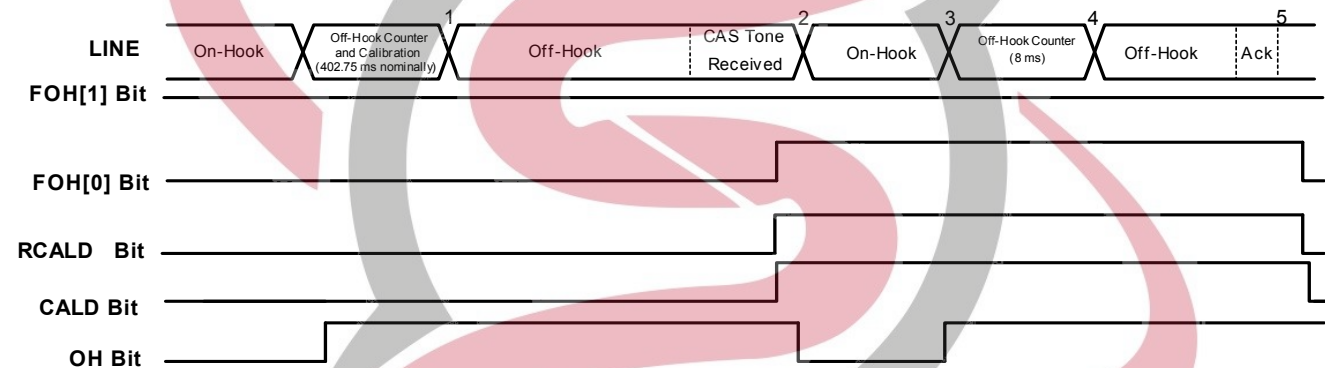 1 2 3 4 5
LINE
On-Hook
Off-Hook Counter
and Calibration
(402.75 ms nominally)
Off-Hook
CAS Tone
Received
On-Hook
Off-Hook Counter
(8 ms)
Off-Hook
Ack
FOH[1] Bit
FOH[0] Bit
RCALD Bit
CALD Bit
OH Bit